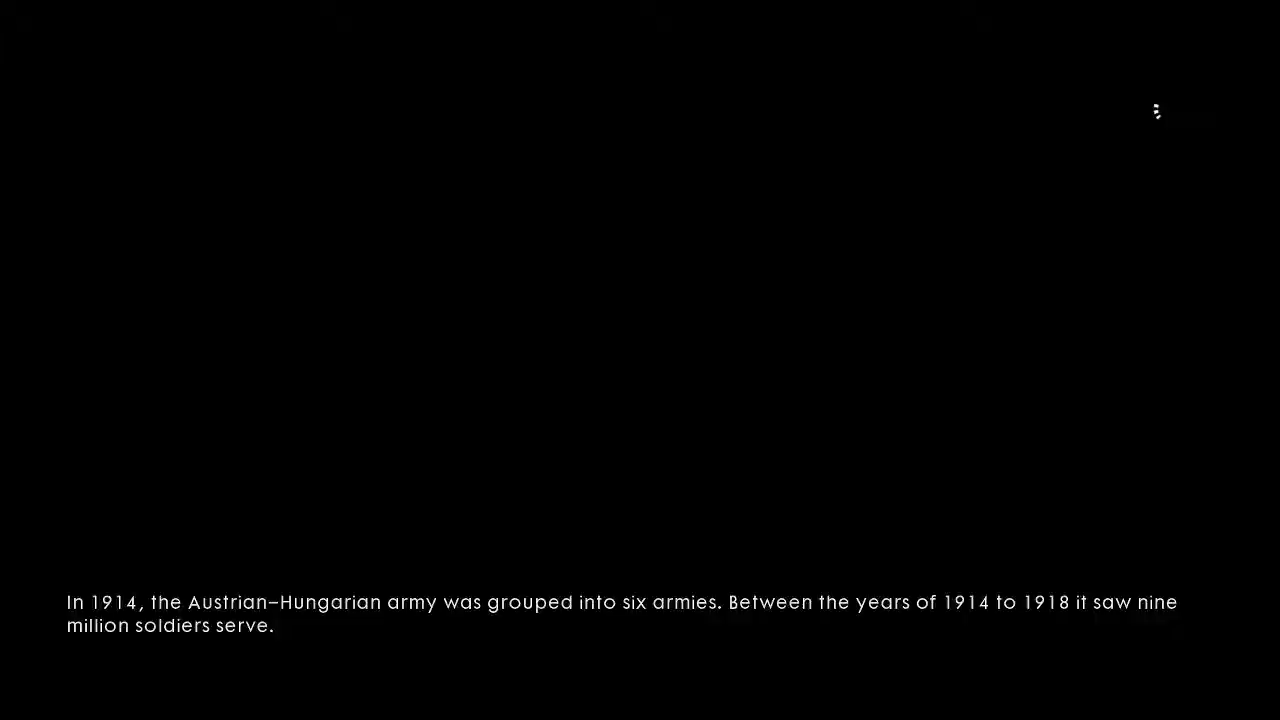 In 1914, the Austrian–Hungarian army was grouped into six armies. Between the years of 1914 to 1918 it saw nine
million soldiers serve.